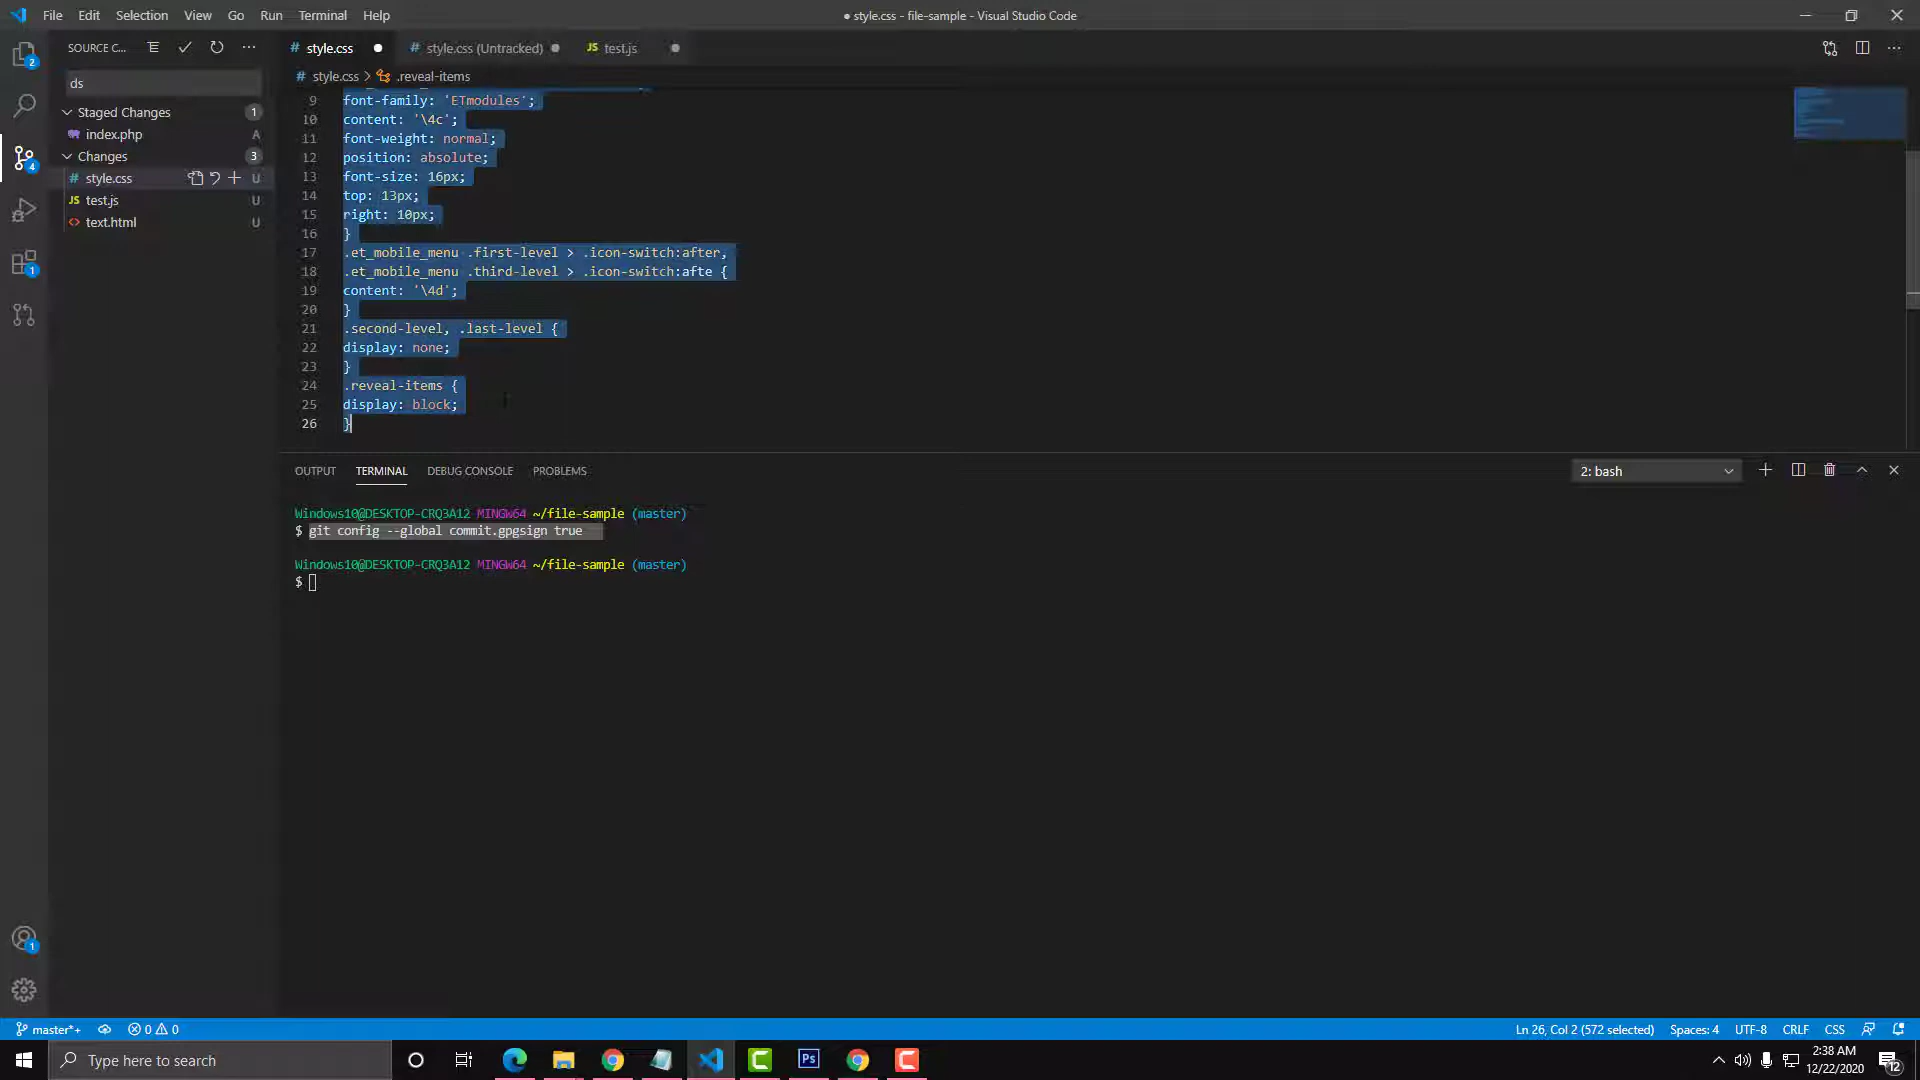 File Edit Selection View Go Run Terminal Help
● style.css - file-sample - Visual Studio Code
SOURCE C...
# style.css
# style.css (Untracked)
JS test.js
# style.css > .reveal-items
ds
Staged Changes 1
index.php A
Changes 3
# style.css U
JS test.js U
<> text.html U
9 font-family: 'ETmodules';
10 content: '\4c';
11 font-weight: normal;
12 position: absolute;
13 font-size: 16px;
14 top: 13px;
15 right: 10px;
16 }
17 .et_mobile_menu .first-level > .icon-switch:after,
18 .et_mobile_menu .third-level > .icon-switch:afte {
19 content: '\4d';
20 }
21 .second-level, .last-level {
22 display: none;
23 }
24 .reveal-items {
25 display: block;
26 }
OUTPUT TERMINAL DEBUG CONSOLE PROBLEMS
2: bash
Windows10@DESKTOP-CRQ3A12 MINGW64 ~/file-sample (master)
$ git config --global commit.gpgsign true
Windows10@DESKTOP-CRQ3A12 MINGW64 ~/file-sample (master)
$
2
4
1
1
master*+ 0 0
Ln 26, Col 2 (572 selected) Spaces: 4 UTF-8 CRLF CSS
Type here to search
Ps
2:38 AM
12/22/2020
12